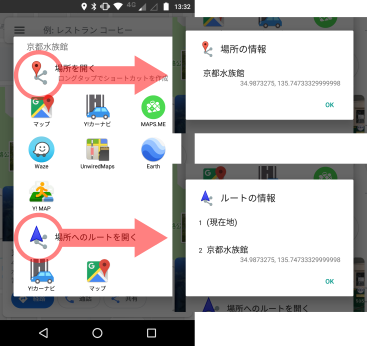 4G 13:32
例: レストラン コーヒー
京都水族館
場所を開く
ロングタップでショートカットを作成
マップ Y!カーナビ MAPS.ME
Waze UnwiredMaps Earth
Y! MAP
場所へのルートを開く
Y!カーナビ マップ
共有
場所の情報
京都水族館
34.9873275, 135.74733329999998
OK
ルートの情報
1 (現在地)
2 京都水族館
34.9873275, 135.74733329999998
OK
場所へのルートを開く